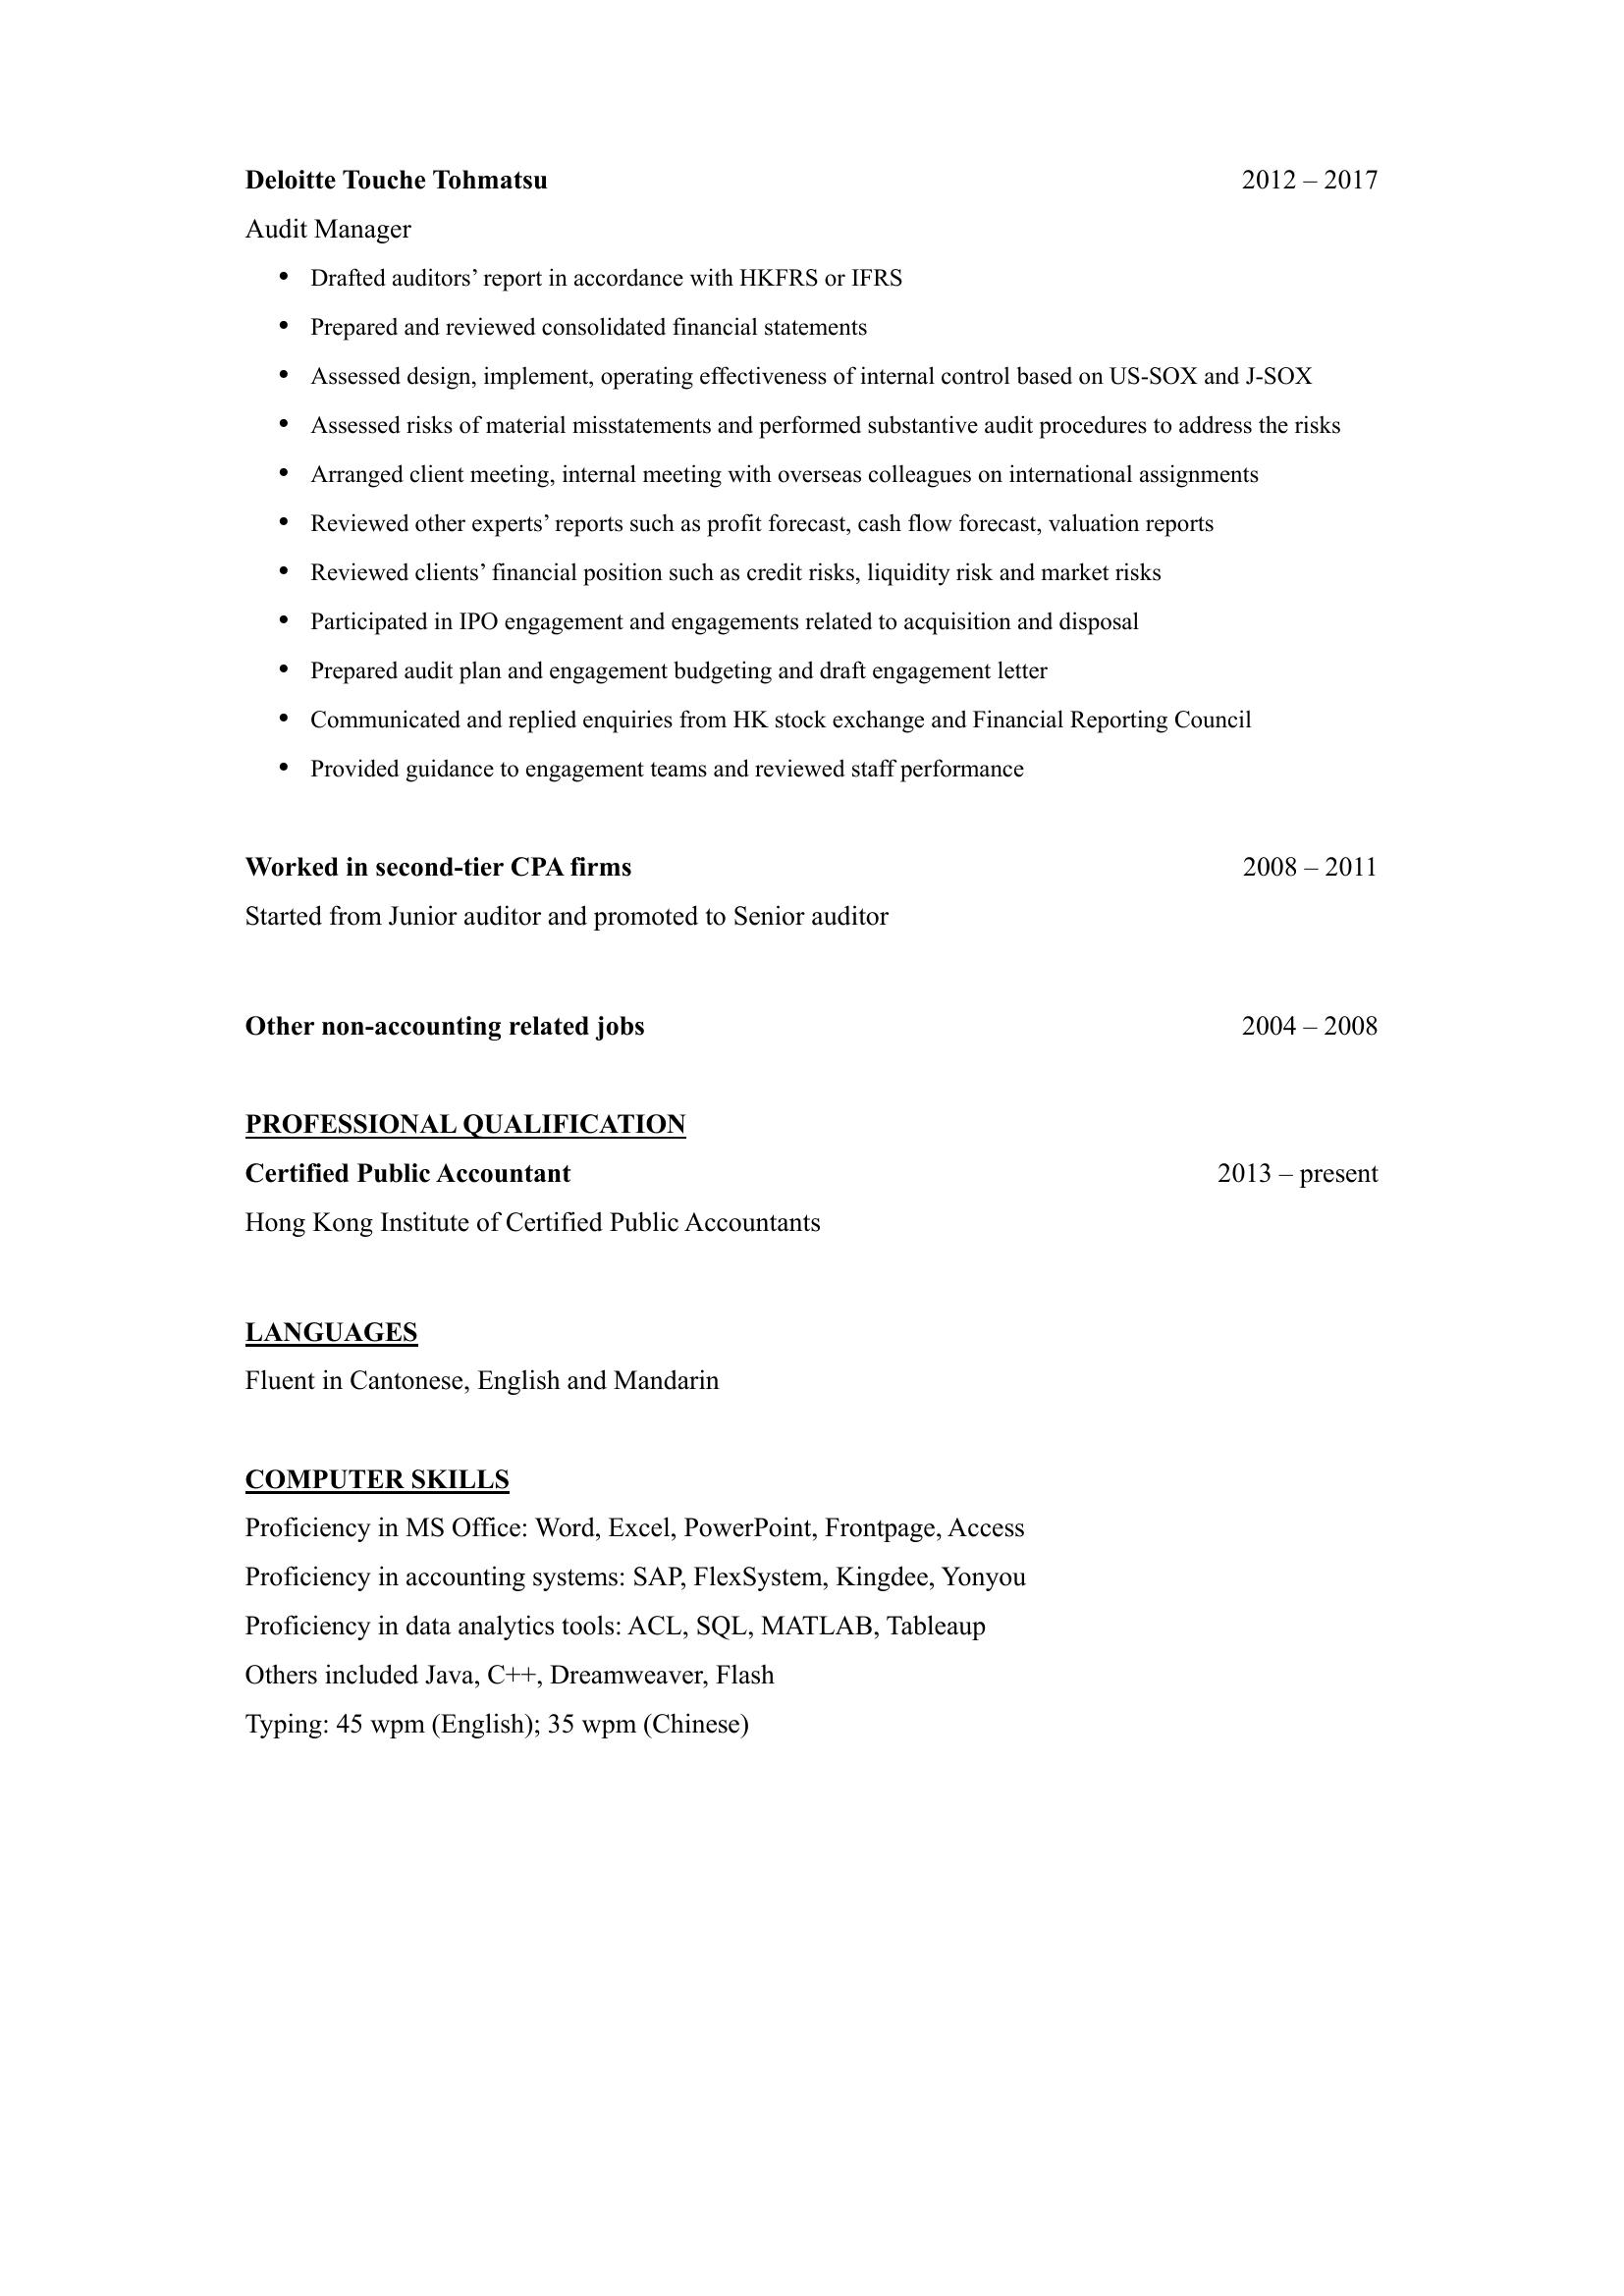 Deloitte Touche Tohmatsu 2012 – 2017
Audit Manager
• Drafted auditors’ report in accordance with HKFRS or IFRS
• Prepared and reviewed consolidated financial statements
• Assessed design, implement, operating effectiveness of internal control based on US-SOX and J-SOX
• Assessed risks of material misstatements and performed substantive audit procedures to address the risks
• Arranged client meeting, internal meeting with overseas colleagues on international assignments
• Reviewed other experts’ reports such as profit forecast, cash flow forecast, valuation reports
• Reviewed clients’ financial position such as credit risks, liquidity risk and market risks
• Participated in IPO engagement and engagements related to acquisition and disposal
• Prepared audit plan and engagement budgeting and draft engagement letter
• Communicated and replied enquiries from HK stock exchange and Financial Reporting Council
• Provided guidance to engagement teams and reviewed staff performance
Worked in second-tier CPA firms 2008 – 2011
Started from Junior auditor and promoted to Senior auditor
Other non-accounting related jobs 2004 – 2008
PROFESSIONAL QUALIFICATION
Certified Public Accountant 2013 – present
Hong Kong Institute of Certified Public Accountants
LANGUAGES
Fluent in Cantonese, English and Mandarin
COMPUTER SKILLS
Proficiency in MS Office: Word, Excel, PowerPoint, Frontpage, Access
Proficiency in accounting systems: SAP, FlexSystem, Kingdee, Yonyou
Proficiency in data analytics tools: ACL, SQL, MATLAB, Tableaup
Others included Java, C++, Dreamweaver, Flash
Typing: 45 wpm (English); 35 wpm (Chinese)